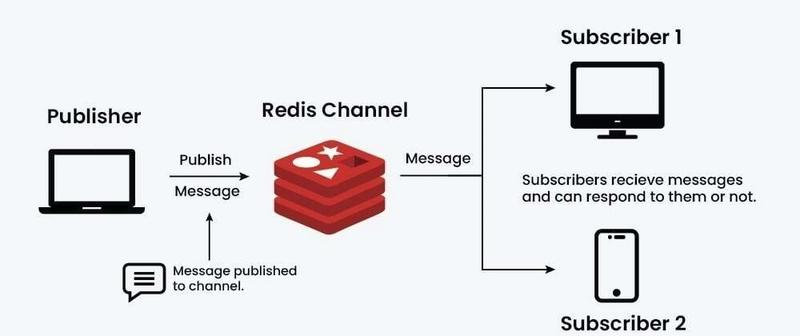 Subscriber 1
Publisher
Redis Channel
Publish
Message
Message
Subscribers recieve messages
and can respond to them or not.
Message published
to channel.
Subscriber 2